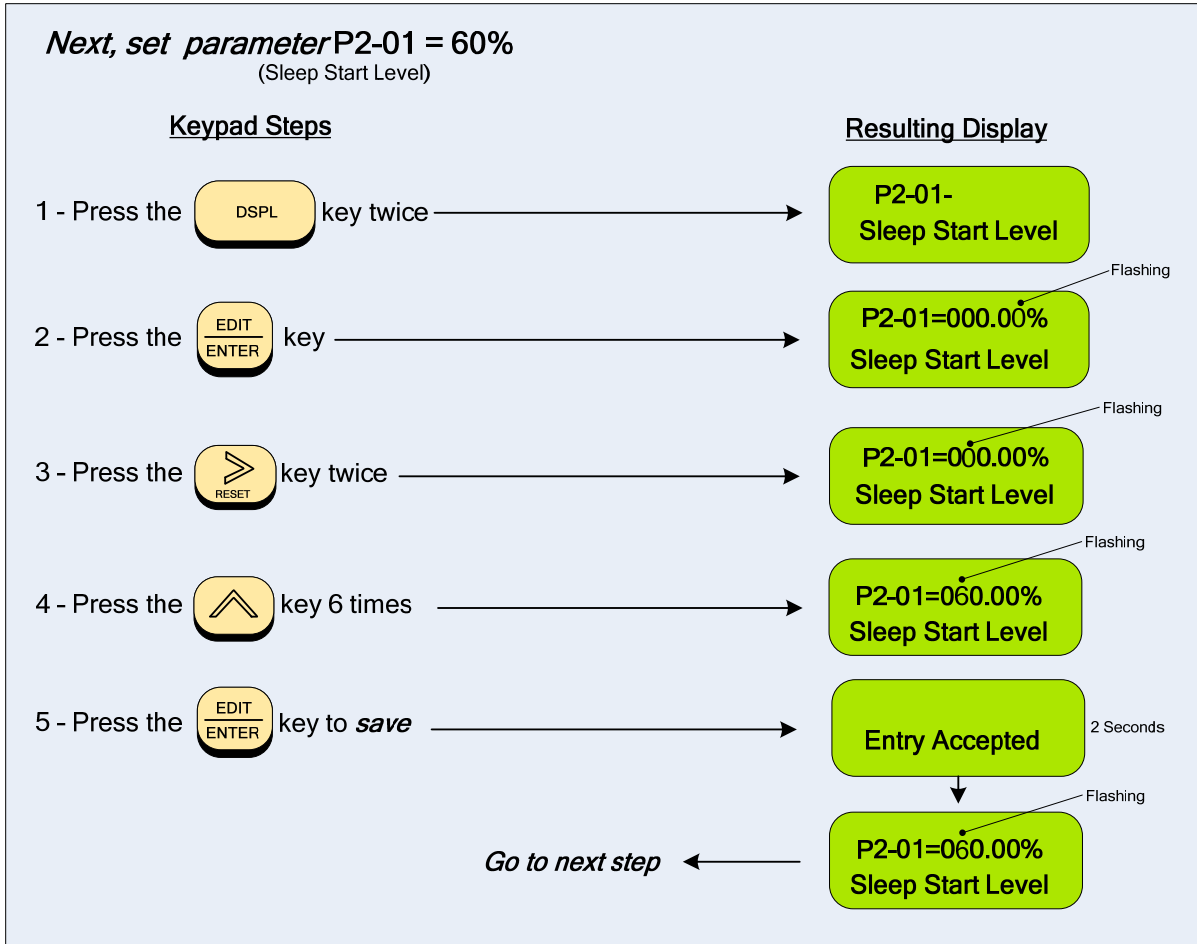 Next, set parameter P2-01 = 60%
(Sleep Start Level)
Keypad Steps
Resulting Display
1 - Press the DSPL key twice
P2-01-
Sleep Start Level
Flashing
2 - Press the EDIT ENTER key
P2-01=000.00%
Sleep Start Level
Flashing
3 - Press the RESET key twice
P2-01=000.00%
Sleep Start Level
Flashing
4 - Press the key 6 times
P2-01=060.00%
Sleep Start Level
5 - Press the EDIT ENTER key to save
Entry Accepted
2 Seconds
Flashing
P2-01=060.00%
Sleep Start Level
Go to next step